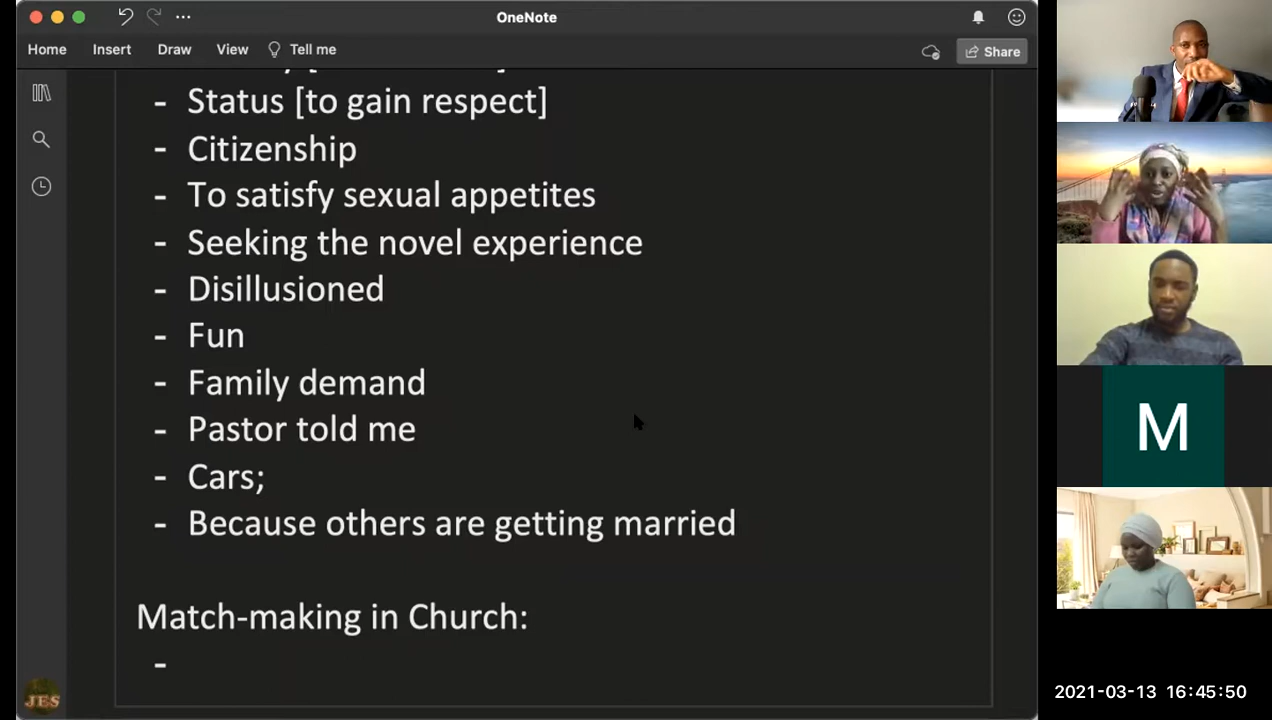 OneNote
Home Insert Draw View Tell me Share
- Status [to gain respect]
- Citizenship
- To satisfy sexual appetites
- Seeking the novel experience
- Disillusioned
- Fun
- Family demand
- Pastor told me
- Cars;
- Because others are getting married
Match-making in Church:
-
JES
M
2021-03-13 16:45:50